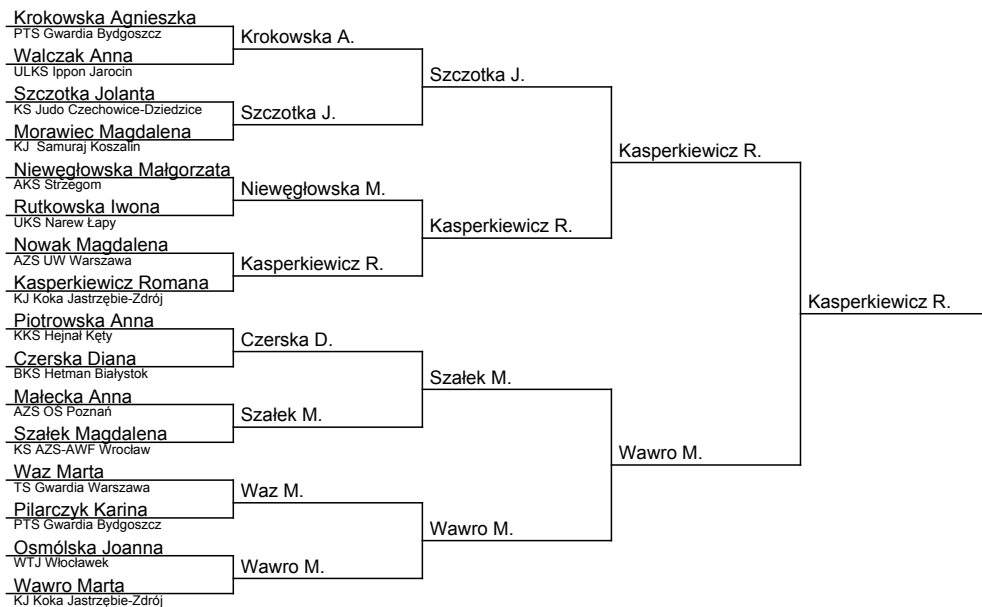 Krokowska Agnieszka
PTS Gwardia Bydgoszcz
Walczak Anna
ULKS Ippon Jarocin
Szczotka Jolanta
KS Judo Czechowice-Dziedzice
Morawiec Magdalena
KJ  Samuraj Koszalin
Niewęgłowska Małgorzata
AKS Strzegom
Rutkowska Iwona
UKS Narew Łapy
Nowak Magdalena
AZS UW Warszawa
Kasperkiewicz Romana
KJ Koka Jastrzębie-Zdrój
Piotrowska Anna
KKS Hejnał Kęty
Czerska Diana
BKS Hetman Białystok
Małecka Anna
AZS OŚ Poznań
Szałek Magdalena
KS AZS-AWF Wrocław
Waz Marta
TS Gwardia Warszawa
Pilarczyk Karina
PTS Gwardia Bydgoszcz
Osmólska Joanna
WTJ Włocławek
Wawro Marta
KJ Koka Jastrzębie-Zdrój
Krokowska A.
Szczotka J.
Niewęgłowska M.
Kasperkiewicz R.
Czerska D.
Szałek M.
Waz M.
Wawro M.
Szczotka J.
Kasperkiewicz R.
Szałek M.
Wawro M.
Kasperkiewicz R.
Wawro M.
Kasperkiewicz R.